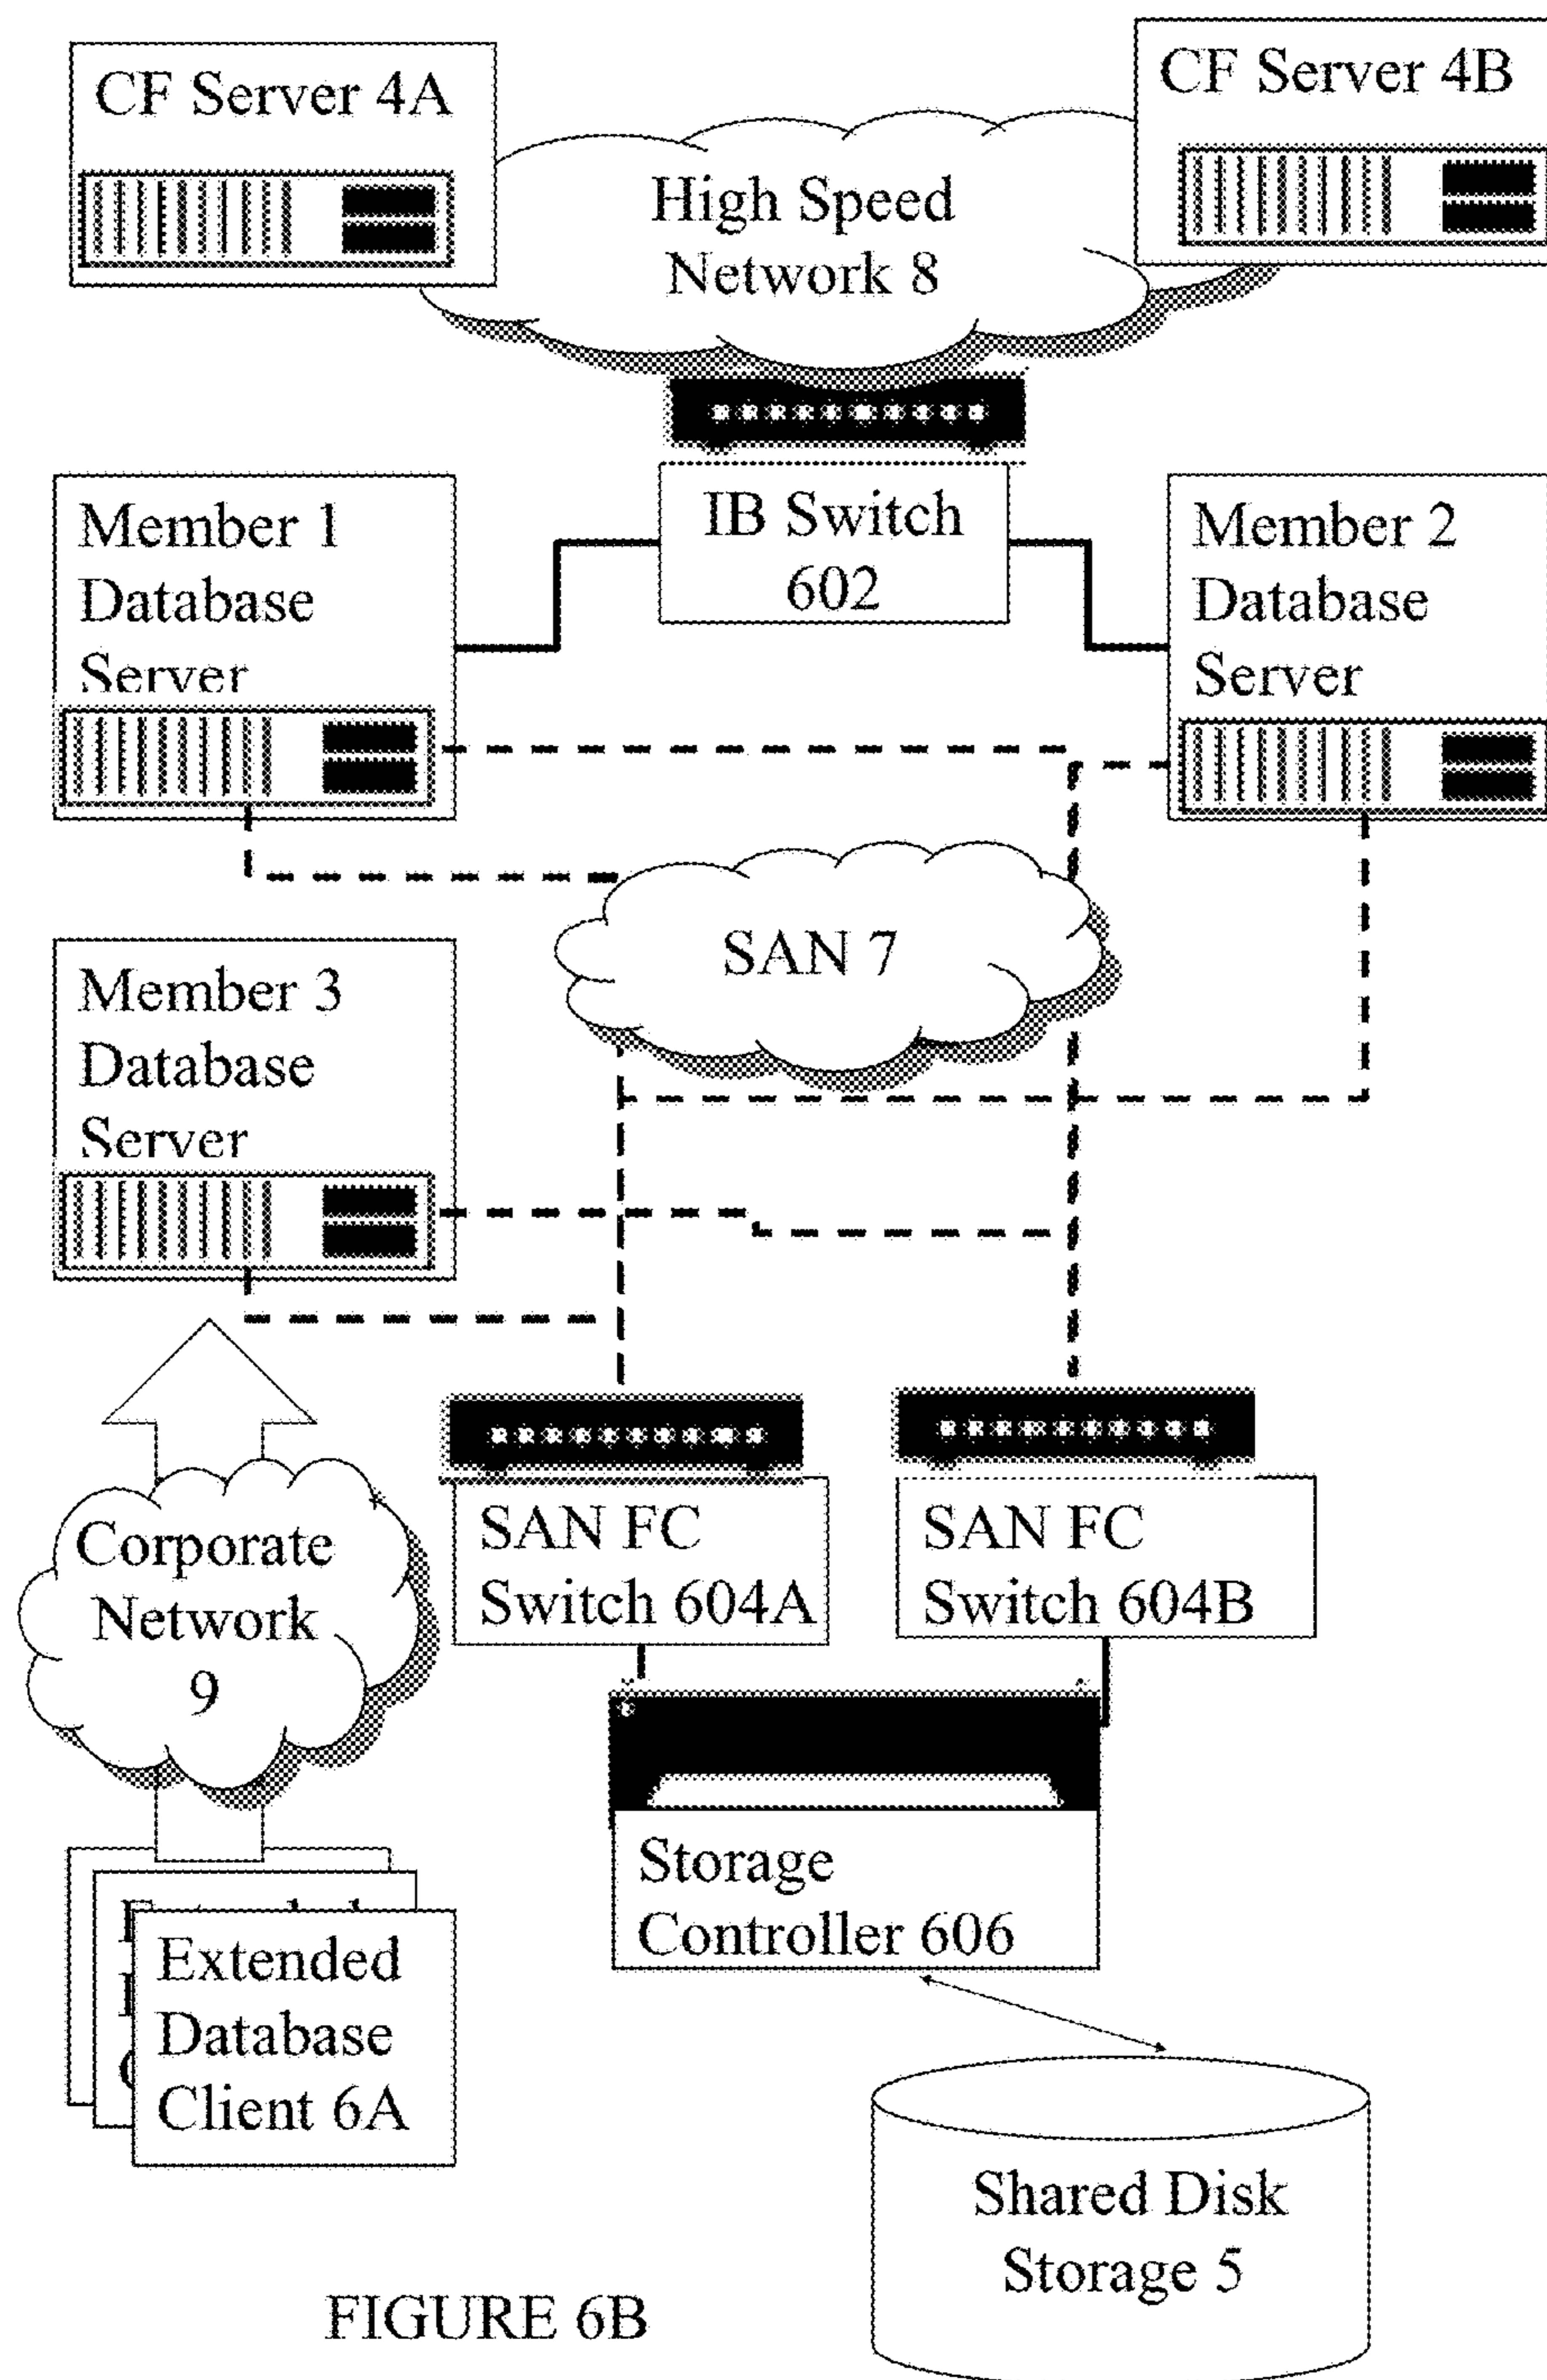 CF Server 4A
CF Server 4B
High Speed
Network 8
Member 1
Database
Server
IB Switch
602
Member 2
Database
Server
SAN 7
Member 3
Database
Server
Corporate
Network
9
SAN FC
Switch 604A
SAN FC
Switch 604B
Storage
Controller 606
Extended
Database
Client 6A
Shared Disk
Storage 5
FIGURE 6B